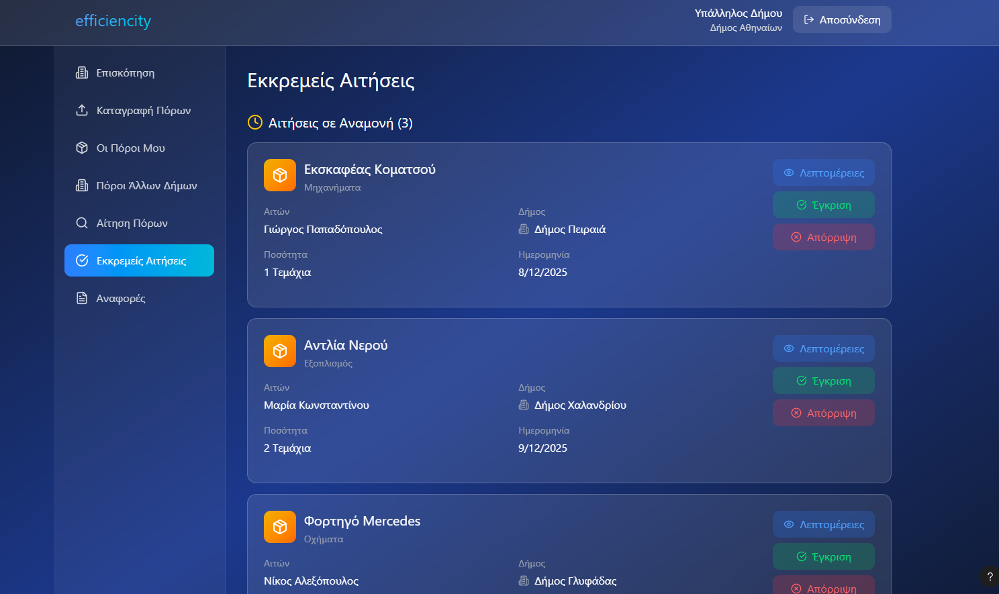 efficiencity
Υπάλληλος Δήμου
Δήμος Αθηναίων
Αποσύνδεση
Επισκόπηση
Καταγραφή Πόρων
Οι Πόροι Μου
Πόροι Άλλων Δήμων
Αίτηση Πόρων
Εκκρεμείς Αιτήσεις
Αναφορές
Εκκρεμείς Αιτήσεις
Αιτήσεις σε Αναμονή (3)
Εκσκαφέας Κοματσού
Μηχανήματα
Αιτών
Γιώργος Παπαδόπουλος
Δήμος
Δήμος Πειραιά
Ποσότητα
1 Τεμάχια
Ημερομηνία
8/12/2025
Λεπτομέρειες
Έγκριση
Απόρριψη
Αντλία Νερού
Εξοπλισμός
Αιτών
Μαρία Κωνσταντίνου
Δήμος
Δήμος Χαλανδρίου
Ποσότητα
2 Τεμάχια
Ημερομηνία
9/12/2025
Λεπτομέρειες
Έγκριση
Απόρριψη
Φορτηγό Mercedes
Οχήματα
Αιτών
Νίκος Αλεξόπουλος
Δήμος
Δήμος Γλυφάδας
Λεπτομέρειες
Έγκριση
Απόρριψη
?